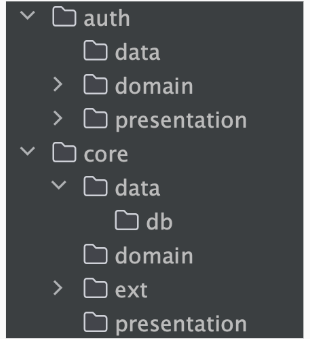 auth
data
domain
presentation
core
data
db
domain
ext
presentation